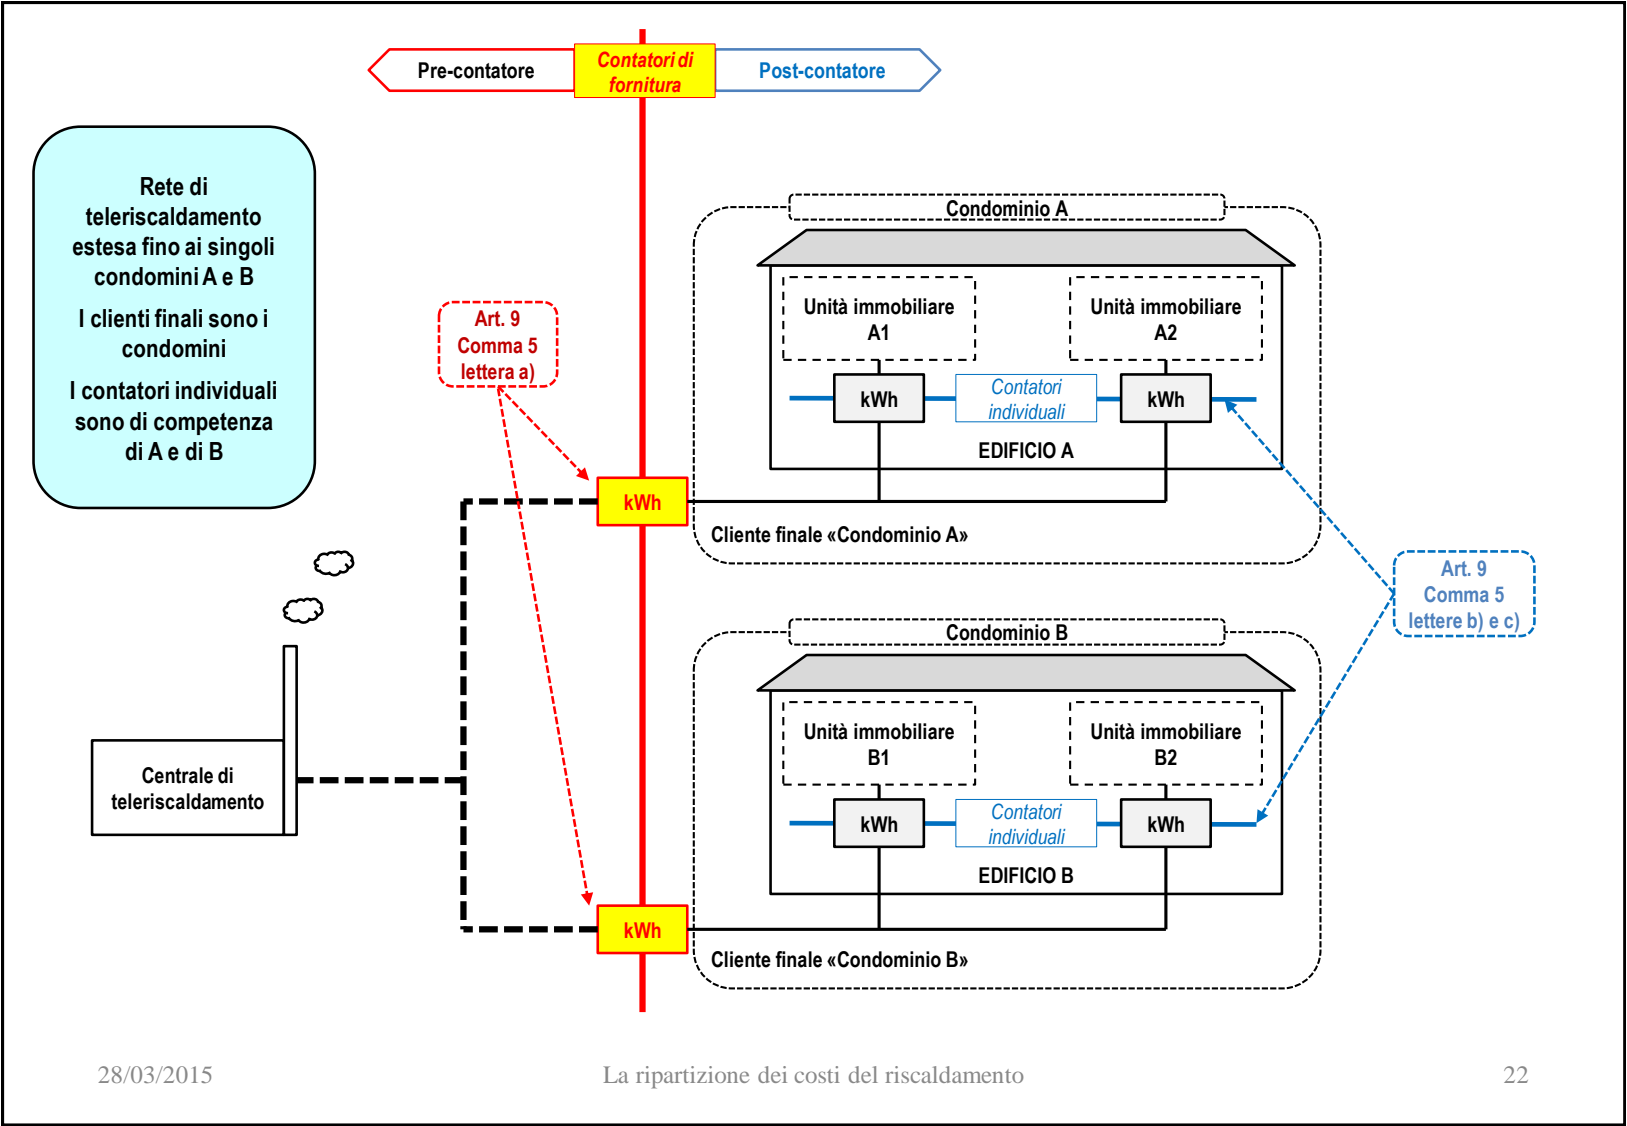 Pre-contatore
Contatori di
fornitura
Post-contatore
Rete di
teleriscaldamento
estesa fino ai singoli
condomini A e B
I clienti finali sono i
condomini
I contatori individuali
sono di competenza
di A e di B
Art. 9
Comma 5
lettera a)
Condominio A
Unità immobiliare
A1
Unità immobiliare
A2
kWh
Contatori
individuali
kWh
EDIFICIO A
kWh
Cliente finale «Condominio A»
Art. 9
Comma 5
lettere b) e c)
Condominio B
Unità immobiliare
B1
Unità immobiliare
B2
kWh
Contatori
individuali
kWh
EDIFICIO B
Centrale di
teleriscaldamento
kWh
Cliente finale «Condominio B»
28/03/2015
La ripartizione dei costi del riscaldamento
22